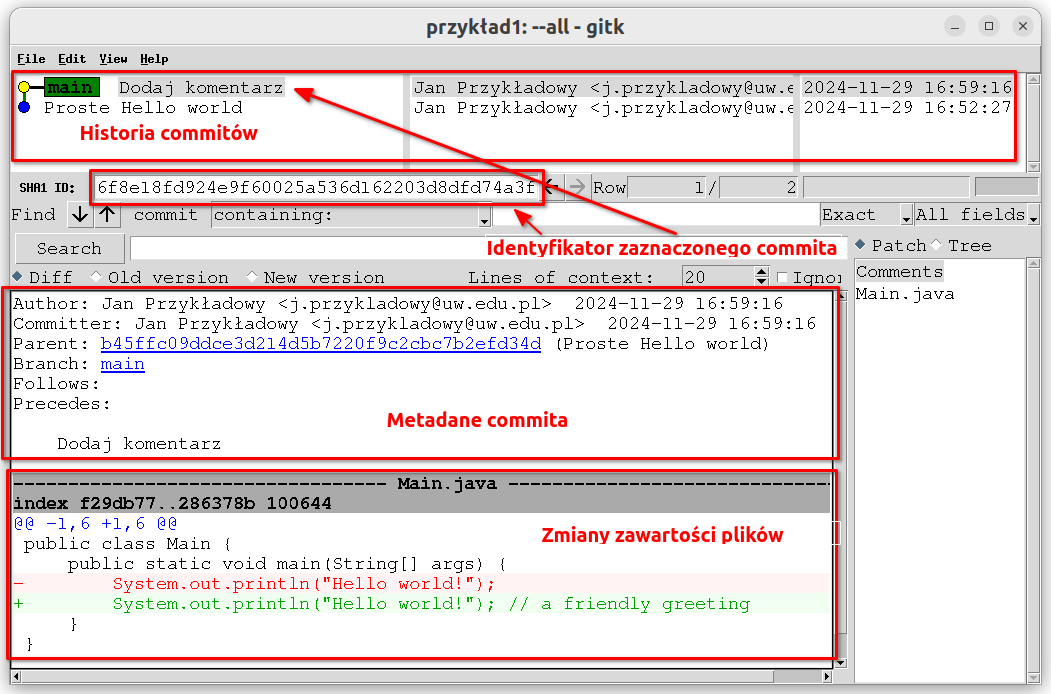 przykład1: --all - gitk
File Edit View Help
main Dodaj komentarz Jan Przykładowy <j.przykladowy@uw.e 2024-11-29 16:59:16
Proste Hello world Jan Przykładowy <j.przykladowy@uw.e 2024-11-29 16:52:27
Historia commitów
SHA1 ID: 6f8e18fd924e9f60025a536d162203d8dfd74a3f Row 1 / 2
Find commit containing: Exact All fields
Identyfikator zaznaczonego commita
Search Patch Tree
Diff Old version New version Lines of context: 20 Ignor
Comments
Main.java
Author: Jan Przykładowy <j.przykladowy@uw.edu.pl> 2024-11-29 16:59:16
Committer: Jan Przykładowy <j.przykladowy@uw.edu.pl> 2024-11-29 16:59:16
Parent: b45ffc09ddce3d214d5b7220f9c2cbc7b2efd34d (Proste Hello world)
Branch: main
Follows:
Precedes:
Metadane commita
Dodaj komentarz
---------------------------------- Main.java ----------------------------------
index f29db77..286378b 100644
@@ -1,6 +1,6 @@
Zmiany zawartości plików
public class Main {
public static void main(String[] args) {
- System.out.println("Hello world!");
+ System.out.println("Hello world!"); // a friendly greeting
}
}